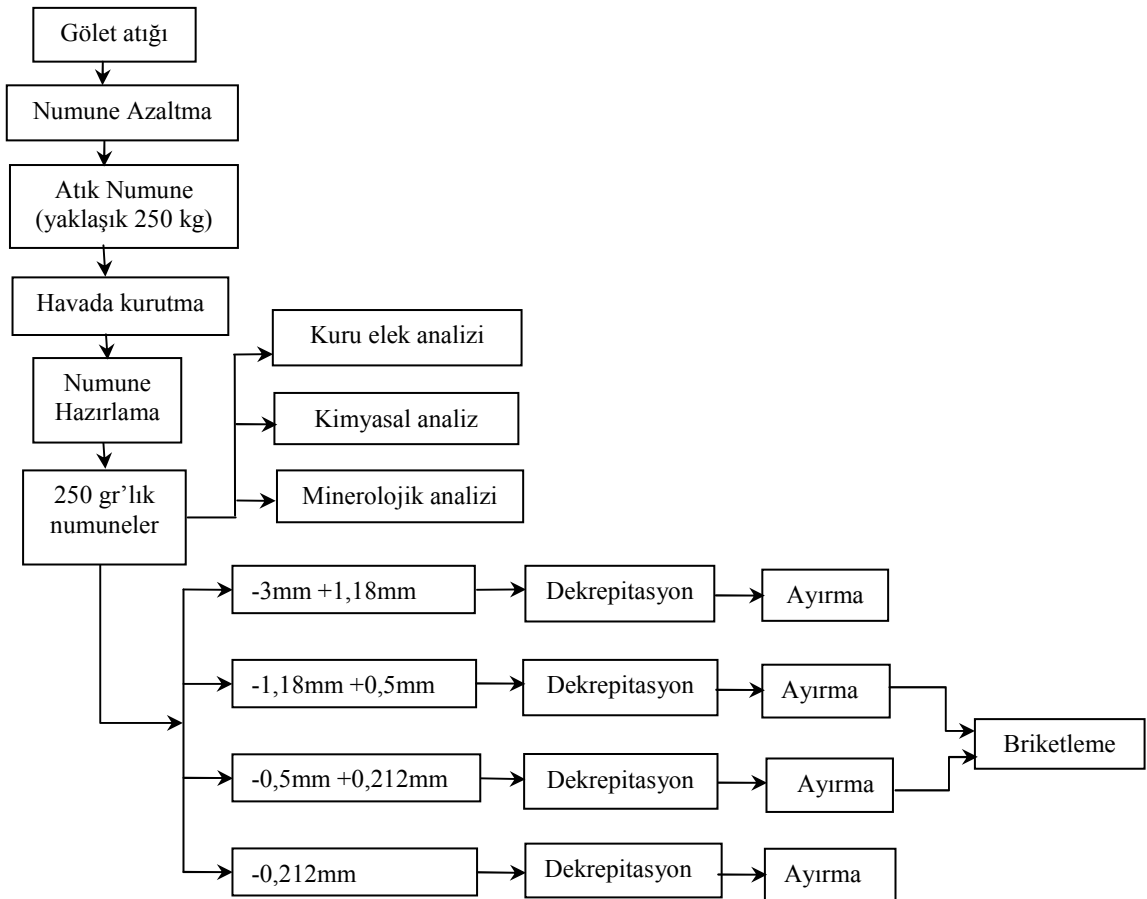 Gölet atığı
Numune Azaltma
Atık Numune
(yaklaşık 250 kg)
Havada kurutma
Numune
Hazırlama
250 gr’lık
numuneler
Kuru elek analizi
Kimyasal analiz
Minerolojik analizi
-3mm +1,18mm
Dekrepitasyon
Ayırma
-1,18mm +0,5mm
Dekrepitasyon
Ayırma
-0,5mm +0,212mm
Dekrepitasyon
Ayırma
Briketleme
-0,212mm
Dekrepitasyon
Ayırma